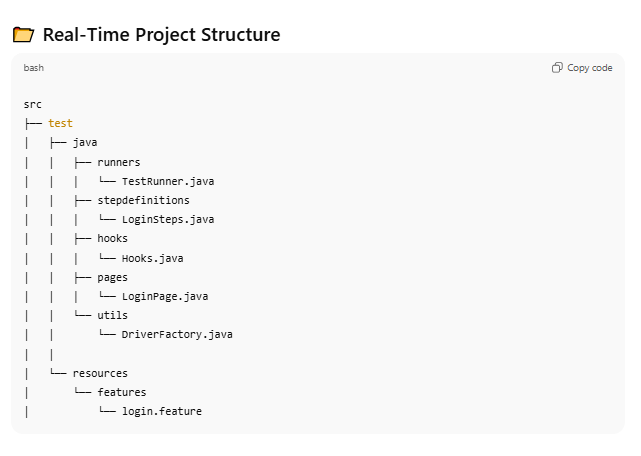 📂 Real-Time Project Structure
bash Copy code
src
├── test
│   ├── java
│   │   ├── runners
│   │   │   └── TestRunner.java
│   │   ├── stepdefinitions
│   │   │   └── LoginSteps.java
│   │   ├── hooks
│   │   │   └── Hooks.java
│   │   ├── pages
│   │   │   └── LoginPage.java
│   │   └── utils
│   │       └── DriverFactory.java
│   │
│   └── resources
│       └── features
│           └── login.feature